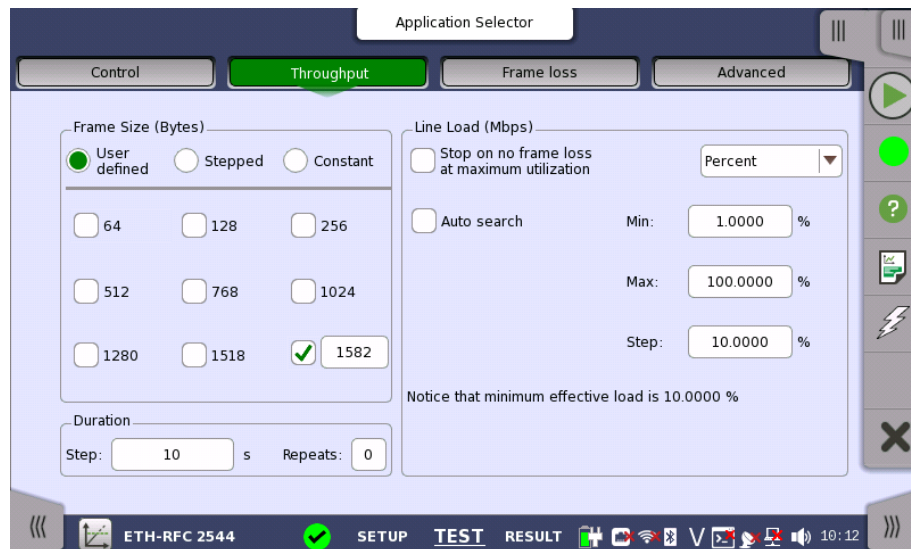 Application Selector
Control Throughput Frame loss Advanced
Frame Size (Bytes)
User defined Stepped Constant
64 128 256
512 768 1024
1280 1518 1582
Duration
Step: 10 s Repeats: 0
Line Load (Mbps)
Stop on no frame loss
at maximum utilization
Percent
Auto search Min: 1.0000 %
Max: 100.0000 %
Step: 10.0000 %
Notice that minimum effective load is 10.0000 %
ETH-RFC 2544 SETUP TEST RESULT V 10:12